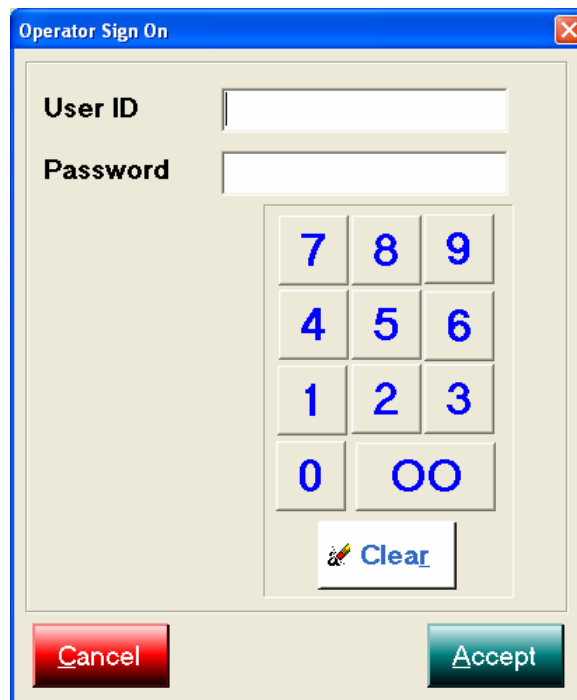 Operator Sign On
User ID
Password
7 8 9
4 5 6
1 2 3
0 00
Clear
Cancel Accept